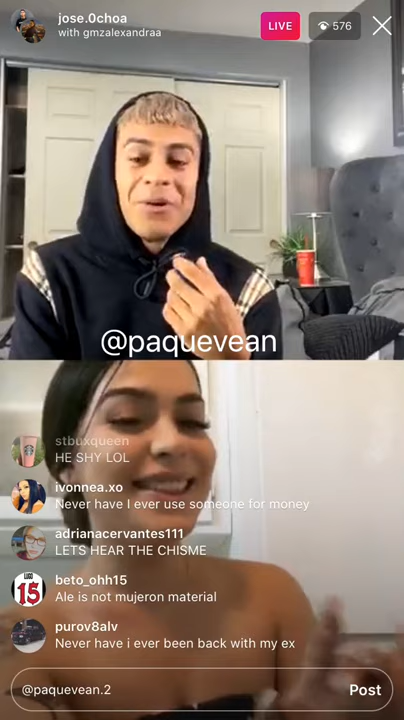 jose.0choa
with gmzalexandraa
LIVE
576
@paquevean
stbuxqueen
HE SHY LOL
ivonnea.xo
Never have I ever use someone for money
adrianacervantes111
LETS HEAR THE CHISME
15
beto_ohh15
Ale is not mujeron material
purov8alv
Never have i ever been back with my ex
@paquevean.2
Post